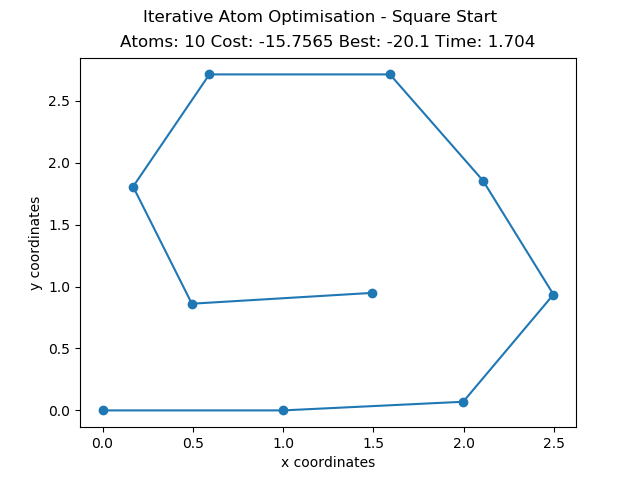 Iterative Atom Optimisation - Square Start
Atoms: 10 Cost: -15.7565 Best: -20.1 Time: 1.704
y coordinates
2.5
2.0
1.5
1.0
0.5
0.0
0.0 0.5 1.0 1.5 2.0 2.5
x coordinates